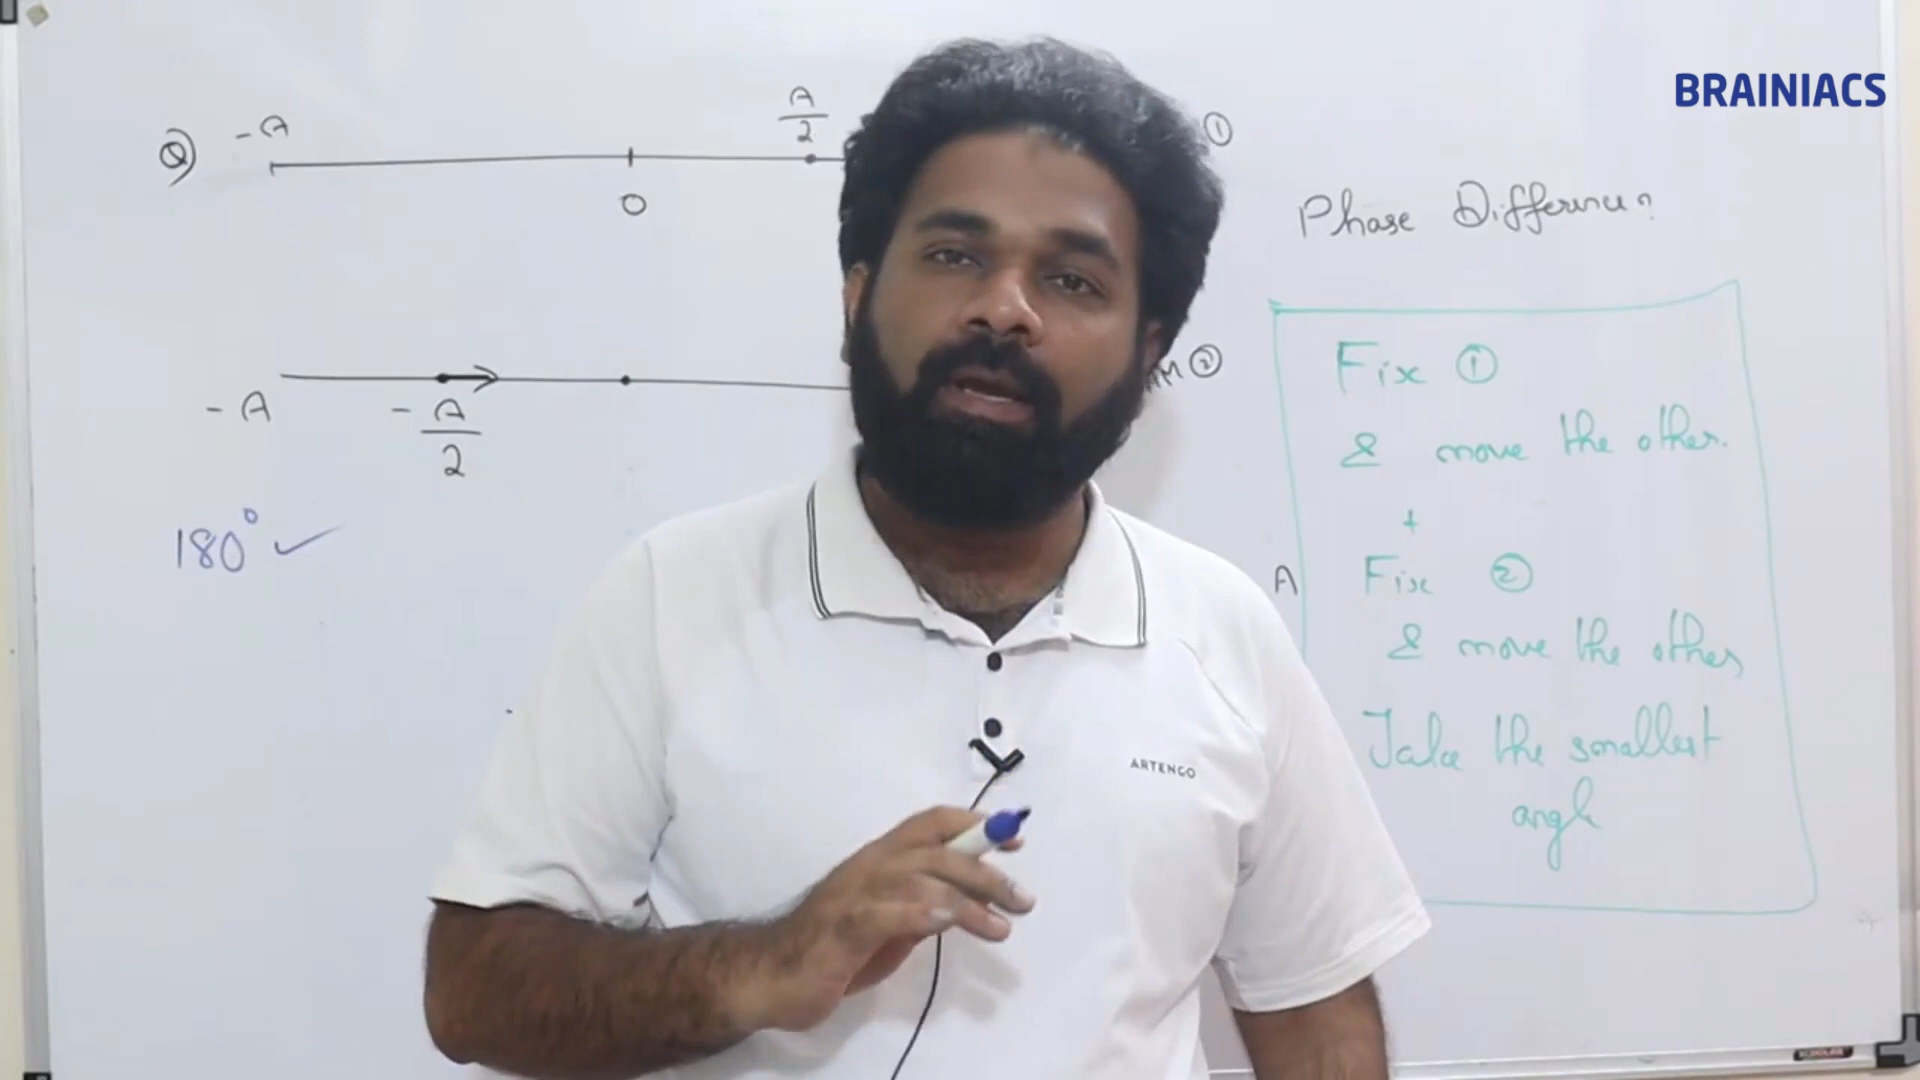 BRAINIACS
Q) -A
A
2
①
0
Phase Difference?
-A
- A
2
M ②
180° ✓
Fix ①
& move the other.
+
A
Fix ②
& move the other
Take the smallest
angle
ARTENGO